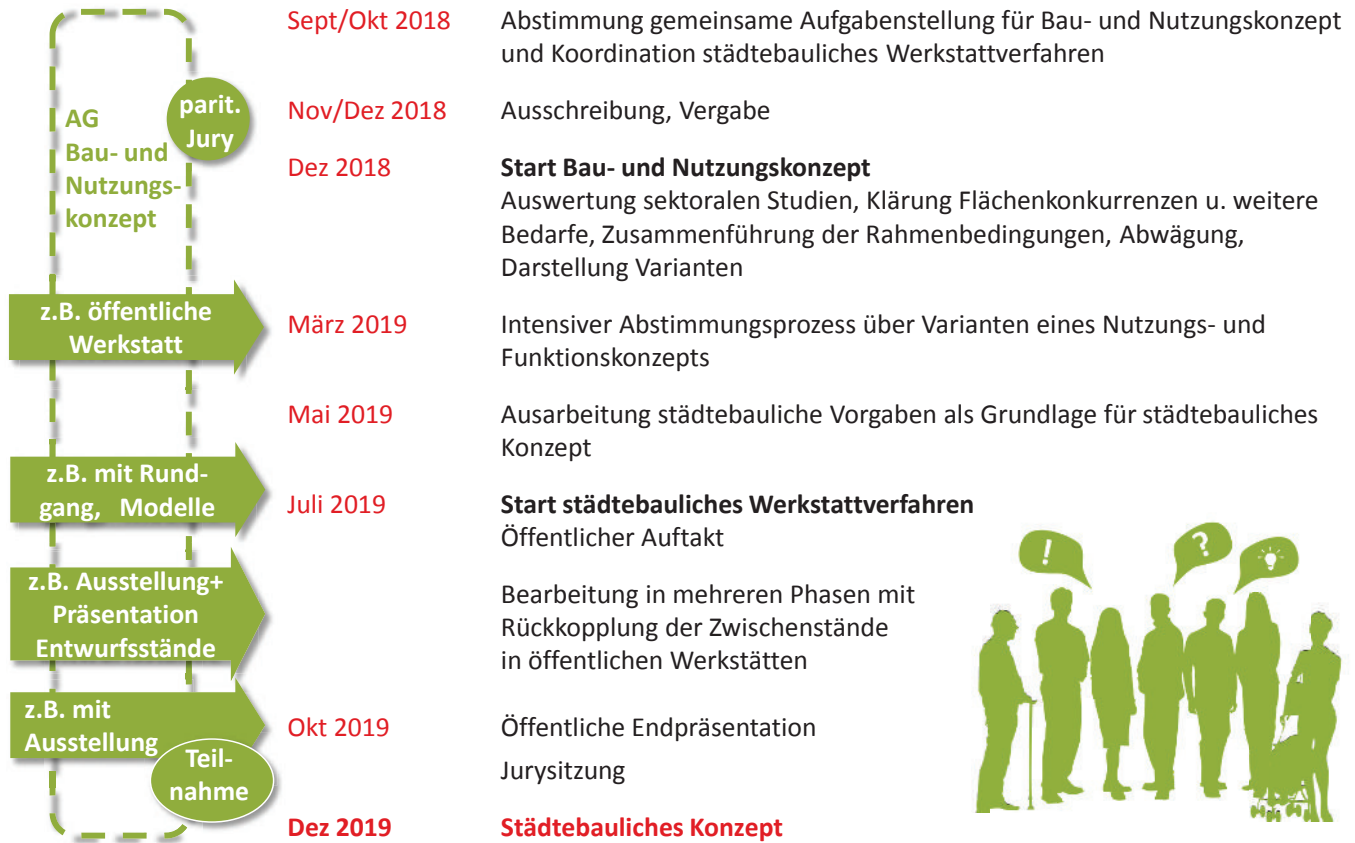 Sept/Okt 2018
Abstimmung gemeinsame Aufgabenstellung für Bau- und Nutzungskonzept
und Koordination städtebauliches Werkstattverfahren
parit.
Jury
AG
Bau- und
Nutzungs-
konzept
Nov/Dez 2018
Ausschreibung, Vergabe
Dez 2018
Start Bau- und Nutzungskonzept
Auswertung sektoralen Studien, Klärung Flächenkonkurrenzen u. weitere
Bedarfe, Zusammenführung der Rahmenbedingungen, Abwägung,
Darstellung Varianten
z.B. öffentliche
Werkstatt
März 2019
Intensiver Abstimmungsprozess über Varianten eines Nutzungs- und
Funktionskonzepts
Mai 2019
Ausarbeitung städtebauliche Vorgaben als Grundlage für städtebauliches
Konzept
z.B. mit Rund-
gang, Modelle
Juli 2019
Start städtebauliches Werkstattverfahren
Öffentlicher Auftakt
! ?
z.B. Ausstellung+
Präsentation
Entwurfsstände
Bearbeitung in mehreren Phasen mit
Rückkopplung der Zwischenstände
in öffentlichen Werkstätten
z.B. mit
Ausstellung
Teil-
nahme
Okt 2019
Öffentliche Endpräsentation
Jurysitzung
Dez 2019
Städtebauliches Konzept